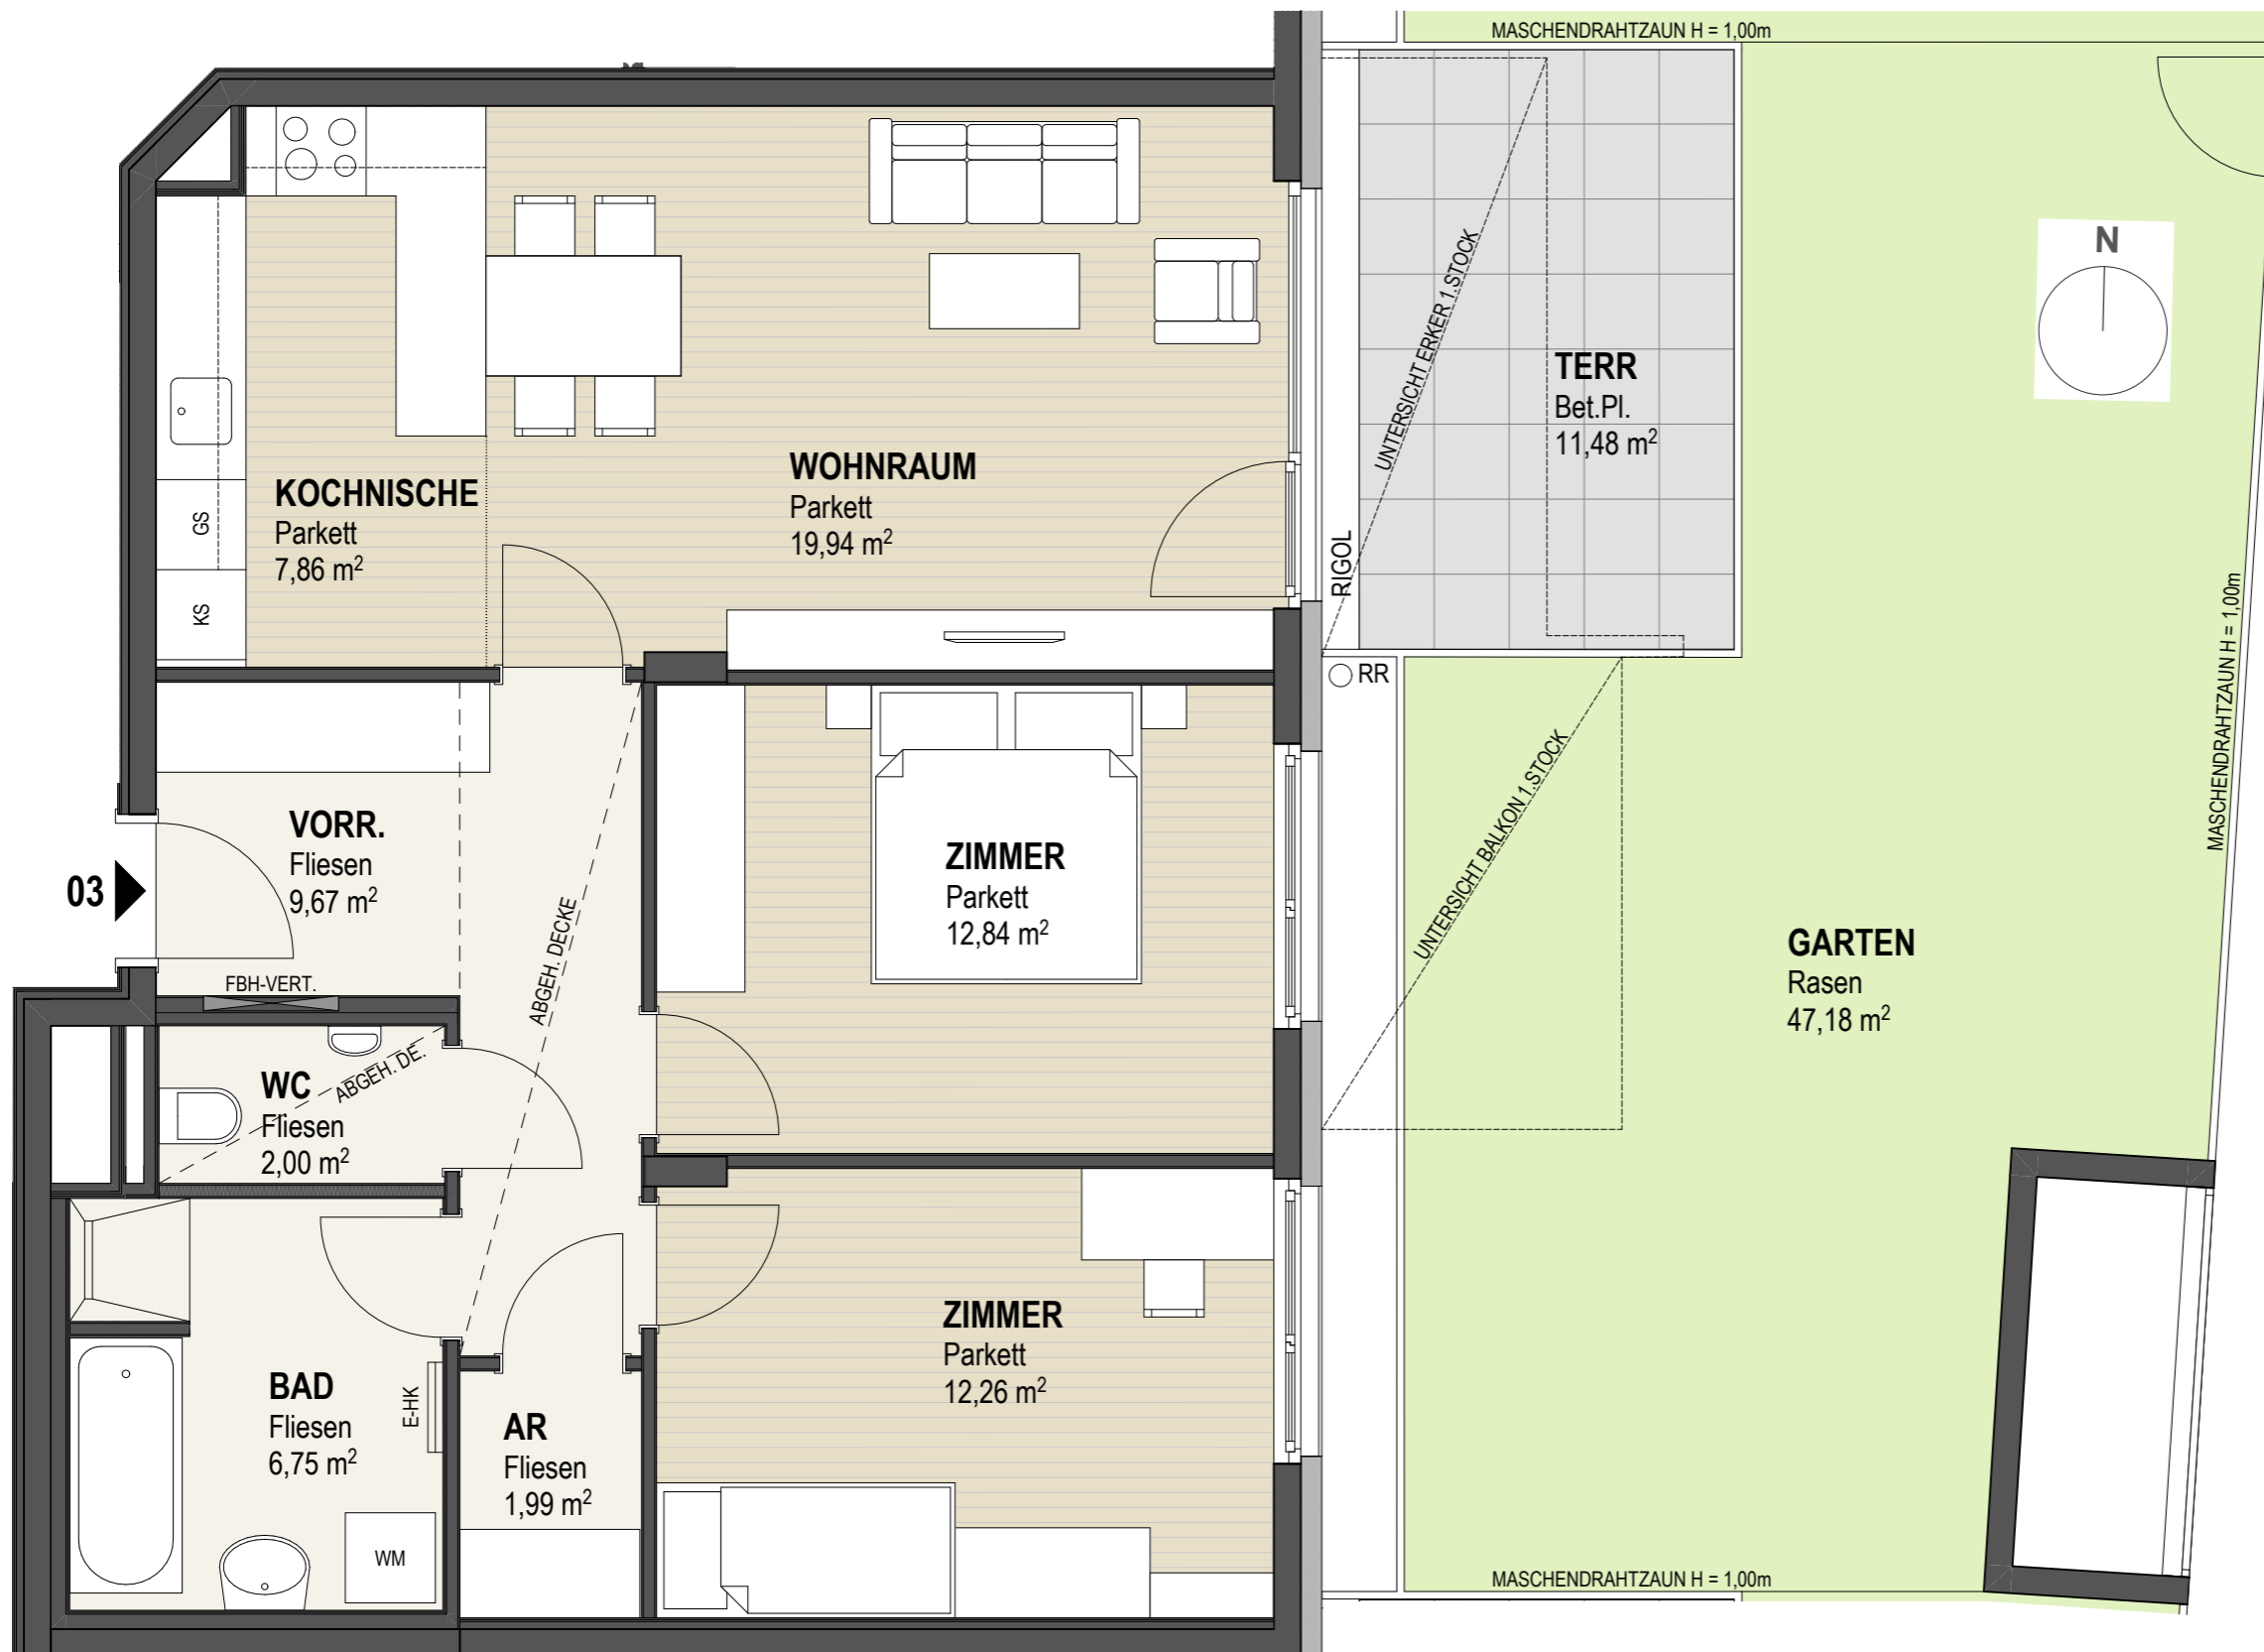 MASCHENDRAHTZAUN H = 1,00m
N
UNTERSICHT ERKER 1.STOCK
TERR
Bet.Pl.
11,48 m²
WOHNRAUM
Parkett
19,94 m²
KOCHNISCHE
Parkett
7,86 m²
GS
KS
RIGOL
RR
MASCHENDRAHTZAUN H = 1,00m
UNTERSICHT BALKON 1.STOCK
VORR.
Fliesen
9,67 m²
03
ABGEH. DECKE
ZIMMER
Parkett
12,84 m²
GARTEN
Rasen
47,18 m²
FBH-VERT.
WC
Fliesen
2,00 m²
ABGEH. DE.
ZIMMER
Parkett
12,26 m²
BAD
Fliesen
6,75 m²
E-HK
AR
Fliesen
1,99 m²
WM
MASCHENDRAHTZAUN H = 1,00m